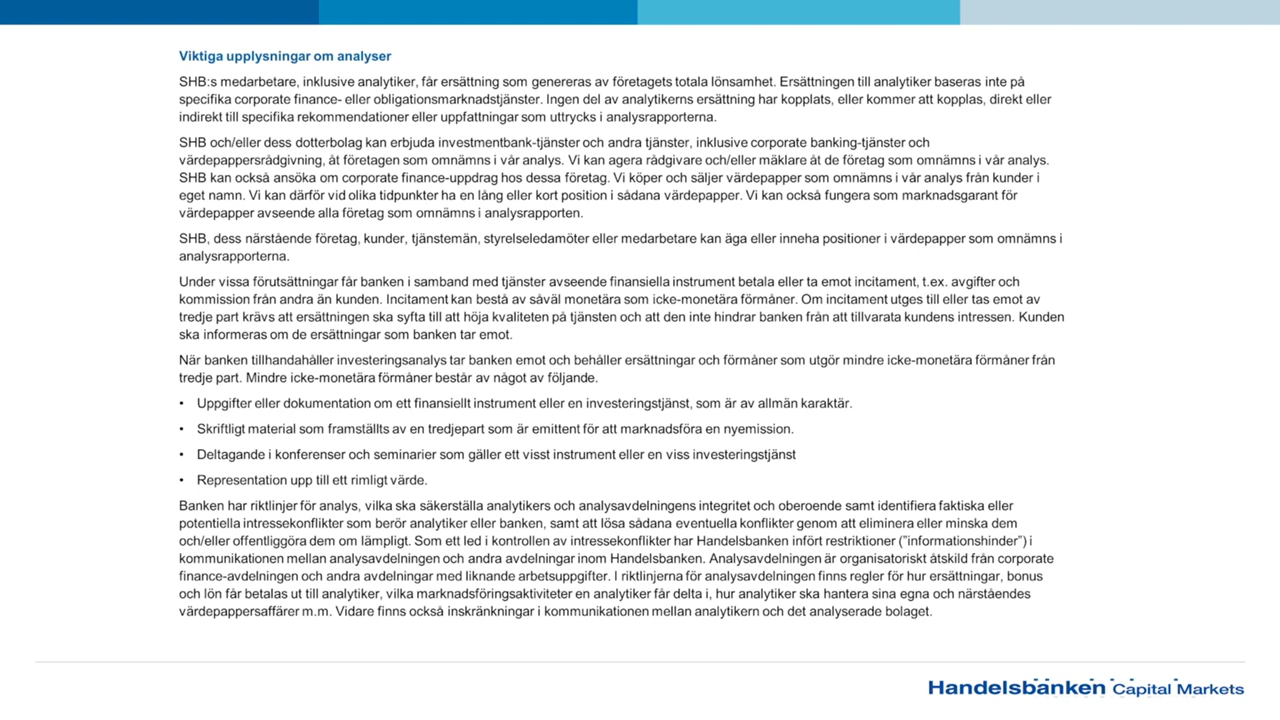 Viktiga upplysningar om analyser
SHB:s medarbetare, inklusive analytiker, får ersättning som genereras av företagets totala lönsamhet. Ersättningen till analytiker baseras inte på
specifika corporate finance- eller obligationsmarknadstjänster. Ingen del av analytikerns ersättning har kopplats, eller kommer att kopplas, direkt eller
indirekt till specifika rekommendationer eller uppfattningar som uttrycks i analysrapporterna.
SHB och/eller dess dotterbolag kan erbjuda investmentbank-tjänster och andra tjänster, inklusive corporate banking-tjänster och
värdepappersrådgivning, åt företagen som omnämns i vår analys. Vi kan agera rådgivare och/eller mäklare åt de företag som omnämns i vår analys.
SHB kan också ansöka om corporate finance-uppdrag hos dessa företag. Vi köper och säljer värdepapper som omnämns i vår analys från kunder i
eget namn. Vi kan därför vid olika tidpunkter ha en lång eller kort position i sådana värdepapper. Vi kan också fungera som marknadsgarant för
värdepapper avseende alla företag som omnämns i analysrapporten.
SHB, dess närstående företag, kunder, tjänstemän, styrelseledamöter eller medarbetare kan äga eller inneha positioner i värdepapper som omnämns i
analysrapporterna.
Under vissa förutsättningar får banken i samband med tjänster avseende finansiella instrument betala eller ta emot incitament, t.ex. avgifter och
kommission från andra än kunden. Incitament kan bestå av såväl monetära som icke-monetära förmåner. Om incitament utges till eller tas emot av
tredje part krävs att ersättningen ska syfta till att höja kvaliteten på tjänsten och att den inte hindrar banken från att tillvarata kundens intressen. Kunden
ska informeras om de ersättningar som banken tar emot.
När banken tillhandahåller investeringsanalys tar banken emot och behåller ersättningar och förmåner som utgör mindre icke-monetära förmåner från
tredje part. Mindre icke-monetära förmåner består av något av följande.
• Uppgifter eller dokumentation om ett finansiellt instrument eller en investeringstjänst, som är av allmän karaktär.
• Skriftligt material som framställts av en tredjepart som är emittent för att marknadsföra en nyemission.
• Deltagande i konferenser och seminarier som gäller ett visst instrument eller en viss investeringstjänst
• Representation upp till ett rimligt värde.
Banken har riktlinjer för analys, vilka ska säkerställa analytikers och analysavdelningens integritet och oberoende samt identifiera faktiska eller
potentiella intressekonflikter som berör analytiker eller banken, samt att lösa sådana eventuella konflikter genom att eliminera eller minska dem
och/eller offentliggöra dem om lämpligt. Som ett led i kontrollen av intressekonflikter har Handelsbanken infört restriktioner (”informationshinder”) i
kommunikationen mellan analysavdelningen och andra avdelningar inom Handelsbanken. Analysavdelningen är organisatoriskt åtskild från corporate
finance-avdelningen och andra avdelningar med liknande arbetsuppgifter. I riktlinjerna för analysavdelningen finns regler för hur ersättningar, bonus
och lön får betalas ut till analytiker, vilka marknadsföringsaktiviteter en analytiker får delta i, hur analytiker ska hantera sina egna och närståendes
värdepappersaffärer m.m. Vidare finns också inskränkningar i kommunikationen mellan analytikern och det analyserade bolaget.
Handelsbanken Capital Markets